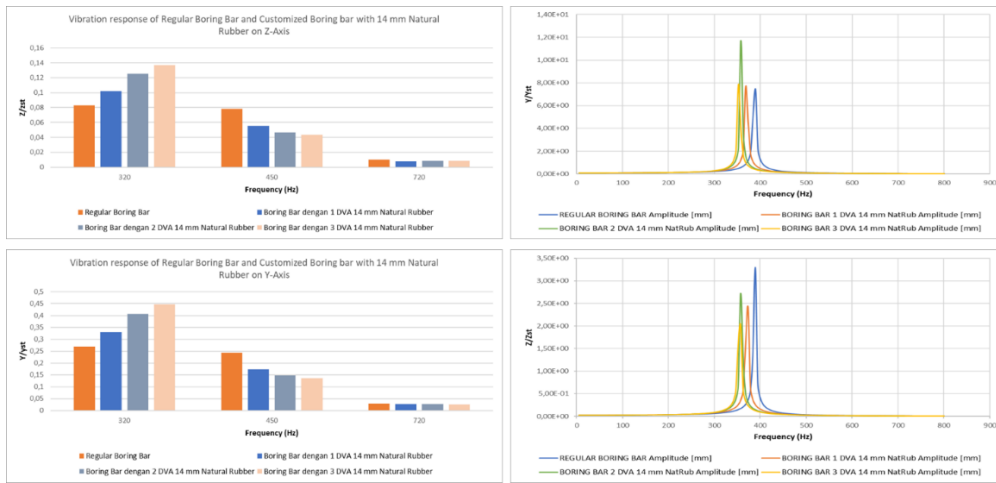 Vibration response of Regular Boring Bar and Customized Boring bar with 14 mm Natural
Rubber on Z-Axis
0,16
0,14
0,12
0,1
0,08
0,06
0,04
0,02
0
Z/zst
320
450
720
Frequency (Hz)
Regular Boring Bar
Boring Bar dengan 1 DVA 14 mm Natural Rubber
Boring Bar dengan 2 DVA 14 mm Natural Rubber
Boring Bar dengan 3 DVA 14 mm Natural Rubber
1,40E+01
1,20E+01
1,00E+01
8,00E+00
6,00E+00
4,00E+00
2,00E+00
0,00E+00
Y/Yst
0 100 200 300 400 500 600 700 800 900
Frequency (Hz)
REGULAR BORING BAR Amplitude [mm]
BORING BAR 1 DVA 14 mm NatRub Amplitude [mm]
BORING BAR 2 DVA 14 mm NatRub Amplitude [mm]
BORING BAR 3 DVA 14 mm NatRub Amplitude [mm]
Vibration response of Regular Boring Bar and Customized Boring bar with 14 mm Natural
Rubber on Y-Axis
0,5
0,45
0,4
0,35
0,3
0,25
0,2
0,15
0,1
0,05
0
Y/yst
320
450
720
Frequency (Hz)
Regular Boring Bar
Boring Bar dengan 1 DVA 14 mm Natural Rubber
Boring Bar dengan 2 DVA 14 mm Natural Rubber
Boring Bar dengan 3 DVA 14 mm Natural Rubber
3,50E+00
3,00E+00
2,50E+00
2,00E+00
1,50E+00
1,00E+00
5,00E-01
0,00E+00
Z/Zst
0 100 200 300 400 500 600 700 800 900
Frequency (Hz)
REGULAR BORING BAR Amplitude [mm]
BORING BAR 1 DVA 14 mm NatRub Amplitude [mm]
BORING BAR 2 DVA 14 mm NatRub Amplitude [mm]
BORING BAR 3 DVA 14 mm NatRub Amplitude [mm]